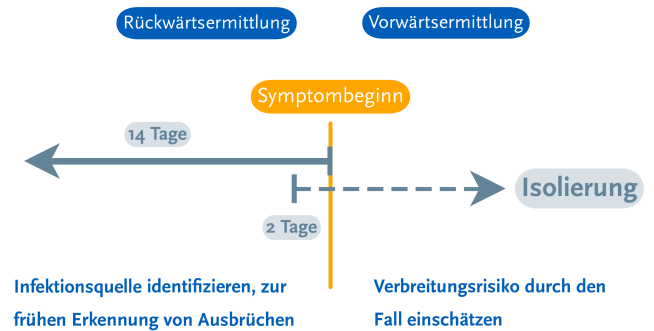 Rückwärtsermittlung
Vorwärtsermittlung
Symptombeginn
14 Tage
Isolierung
2 Tage
Infektionsquelle identifizieren, zur
frühen Erkennung von Ausbrüchen
Verbreitungsrisiko durch den
Fall einschätzen